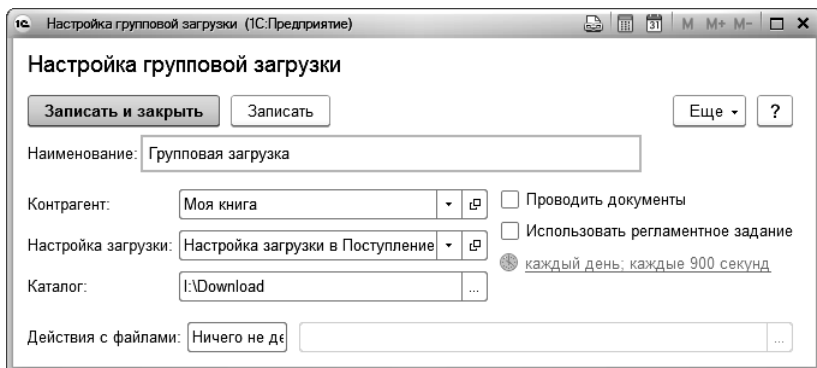 1С Настройка групповой загрузки (1С:Предприятие) 31 M M+ M-
Настройка групповой загрузки
Записать и закрыть Записать Еще ?
Наименование: Групповая загрузка
Контрагент: Моя книга Проводить документы
Настройка загрузки: Настройка загрузки в Поступление Использовать регламентное задание
каждый день; каждые 900 секунд
Каталог: I:\Download ...
Действия с файлами: Ничего не де ...